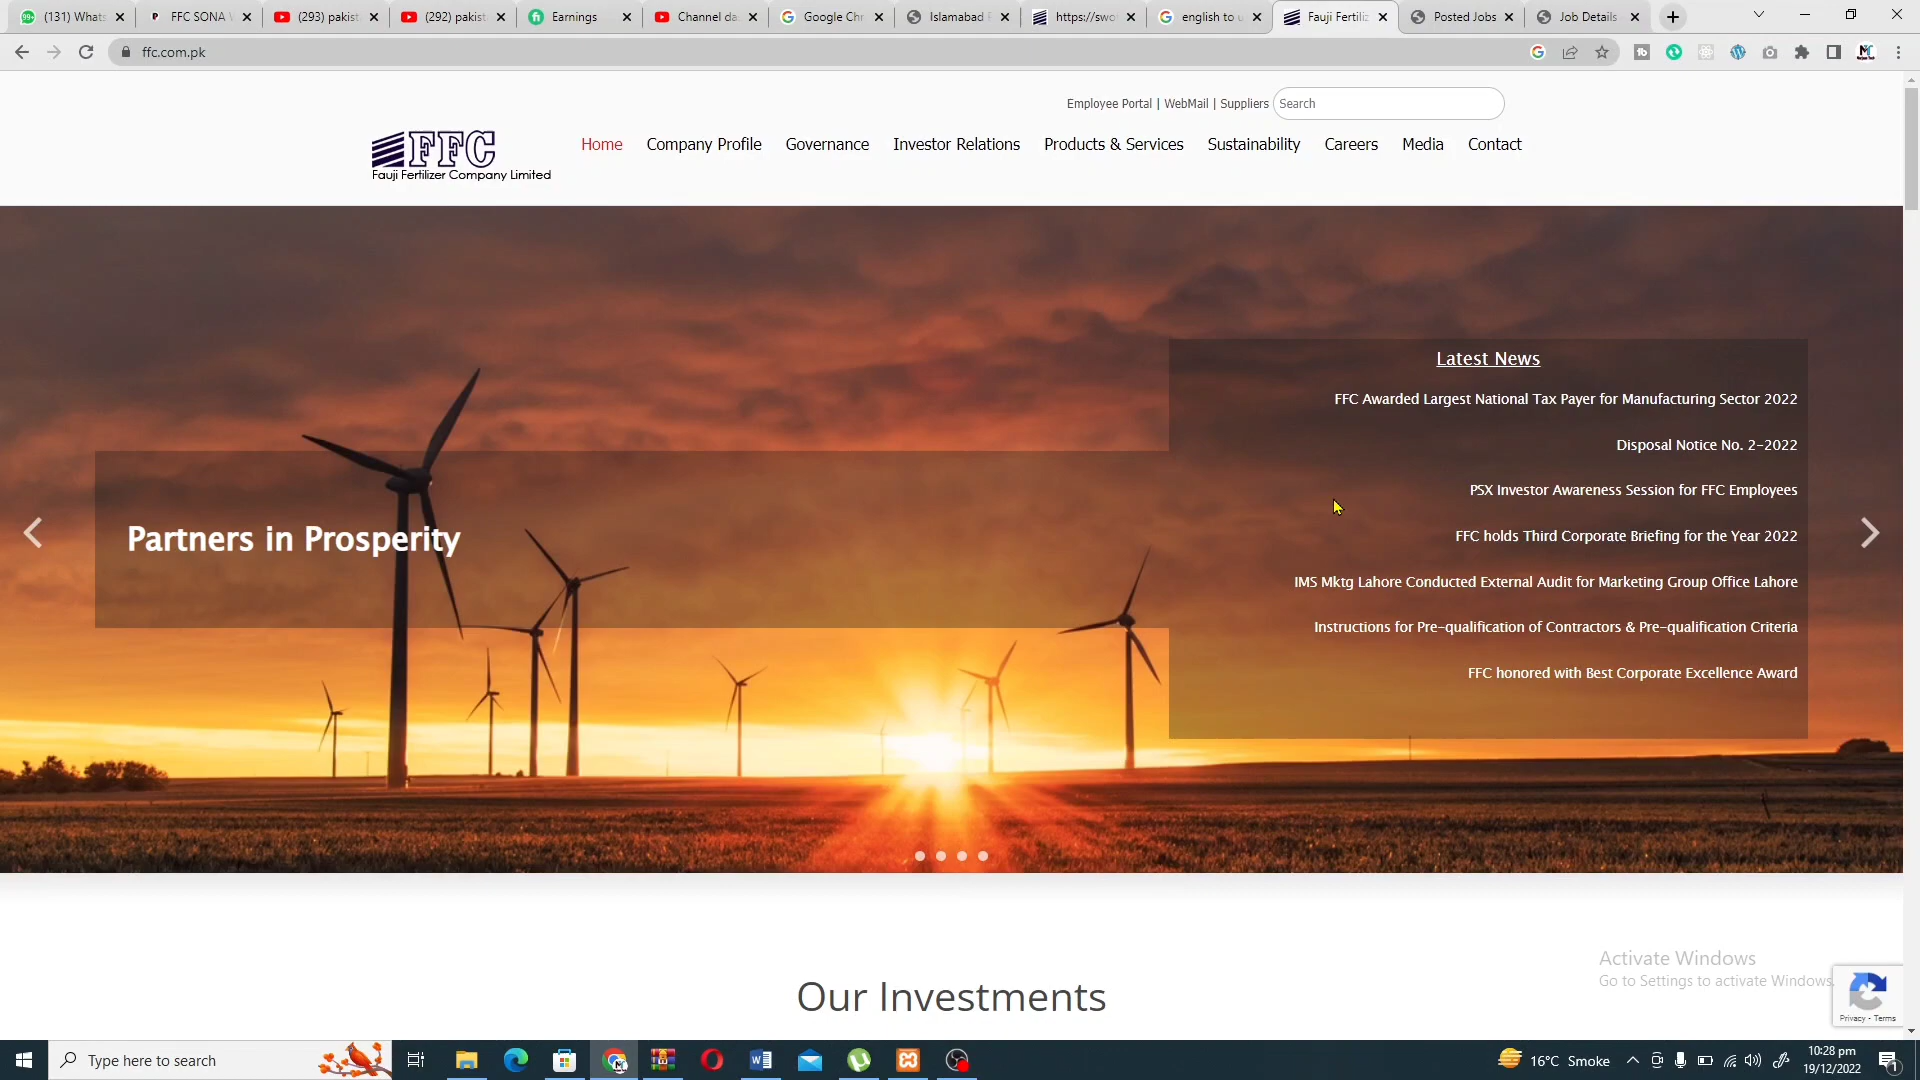 (131) Whats
FFC SONA
(293) pakist
(292) pakist
Earnings
Channel da
Google Chr
Islamabad
https://swo
english to u
Fauji Fertiliz
Posted Jobs
Job Details
ffc.com.pk
Employee Portal | WebMail | Suppliers
Search
FFC
Fauji Fertilizer Company Limited
Home
Company Profile
Governance
Investor Relations
Products & Services
Sustainability
Careers
Media
Contact
Latest News
FFC Awarded Largest National Tax Payer for Manufacturing Sector 2022
Disposal Notice No. 2-2022
PSX Investor Awareness Session for FFC Employees
FFC holds Third Corporate Briefing for the Year 2022
IMS Mktg Lahore Conducted External Audit for Marketing Group Office Lahore
Instructions for Pre-qualification of Contractors & Pre-qualification Criteria
FFC honored with Best Corporate Excellence Award
Partners in Prosperity
Our Investments
Activate Windows
Go to Settings to activate Windows.
Privacy - Terms
Type here to search
16°C Smoke
10:28 pm
19/12/2022